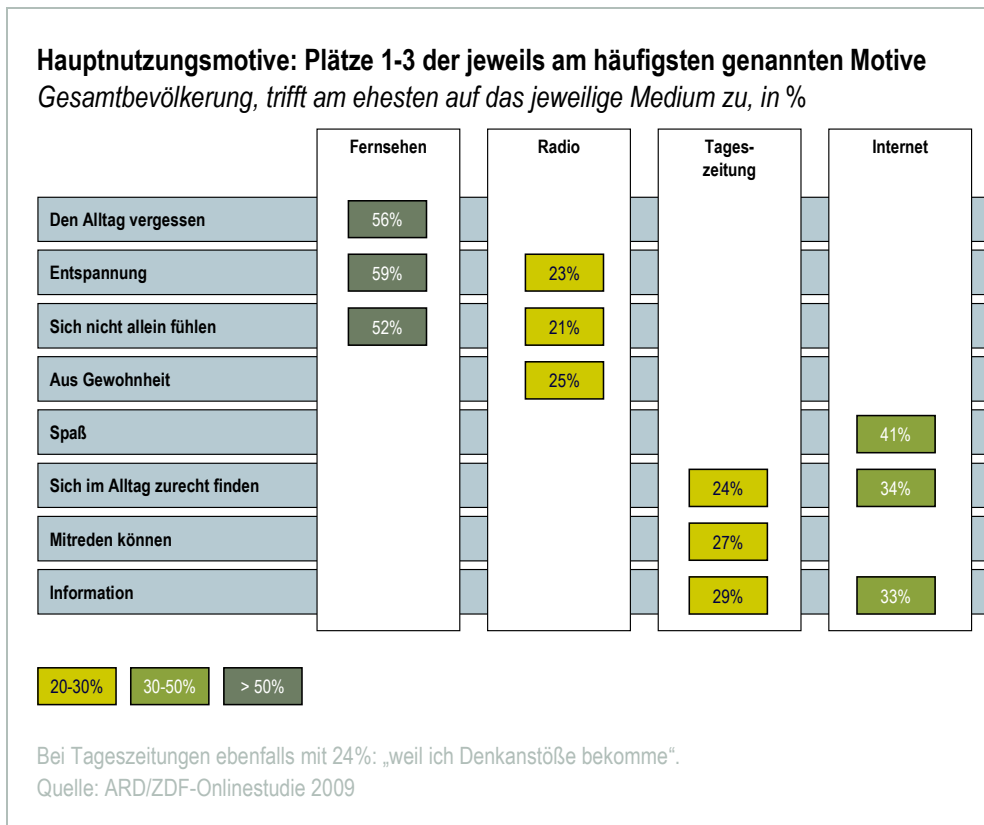 Hauptnutzungsmotive: Plätze 1-3 der jeweils am häufigsten genannten Motive
Gesamtbevölkerung, trifft am ehesten auf das jeweilige Medium zu, in %
Fernsehen Radio Tages- Internet
zeitung
Den Alltag vergessen 56%
Entspannung 59% 23%
Sich nicht allein fühlen 52% 21%
Aus Gewohnheit 25%
Spaß 41%
Sich im Alltag zurecht finden 24% 34%
Mitreden können 27%
Information 29% 33%
20-30% 30-50% > 50%
Bei Tageszeitungen ebenfalls mit 24%: „weil ich Denkanstöße bekomme“.
Quelle: ARD/ZDF-Onlinestudie 2009